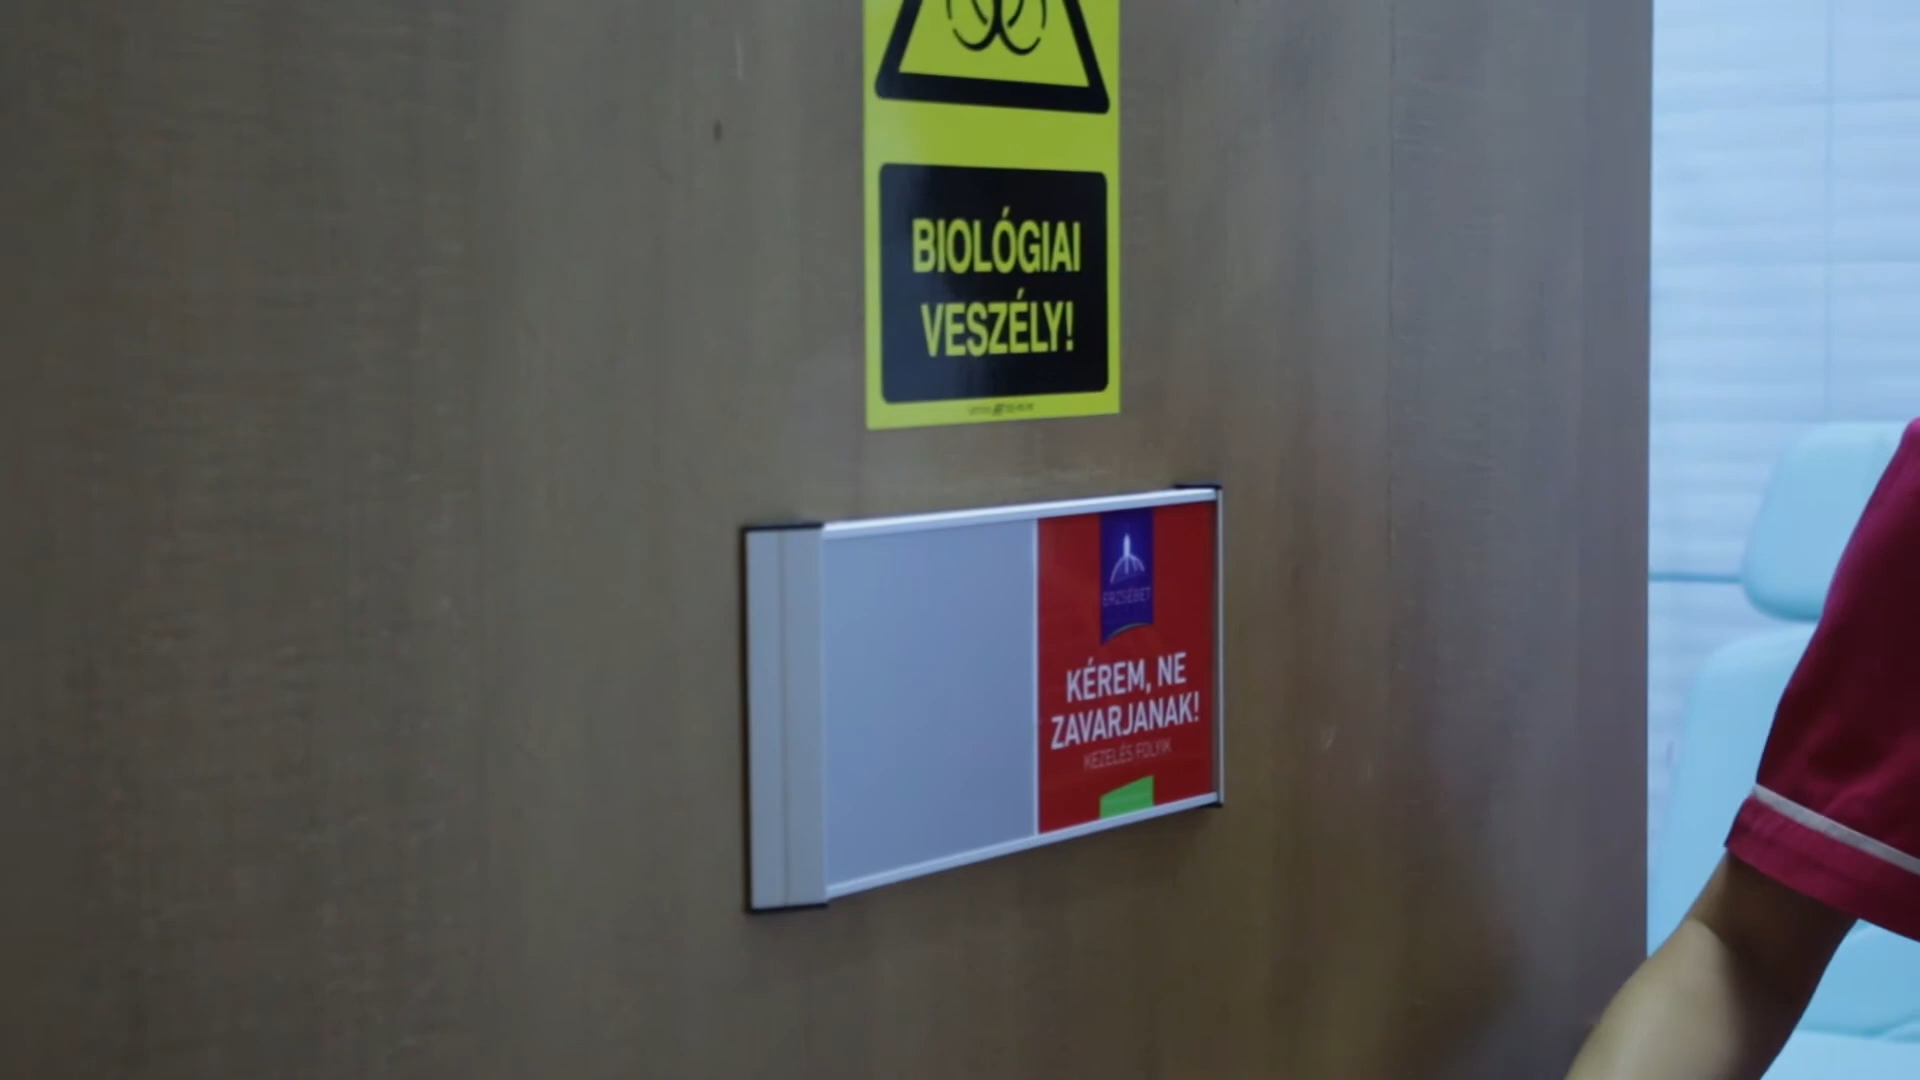 BIOLÓGIAI
VESZÉLY!
ERZSÉBET
KÉREM, NE
ZAVARJANAK!
KEZELÉS FOLYIK